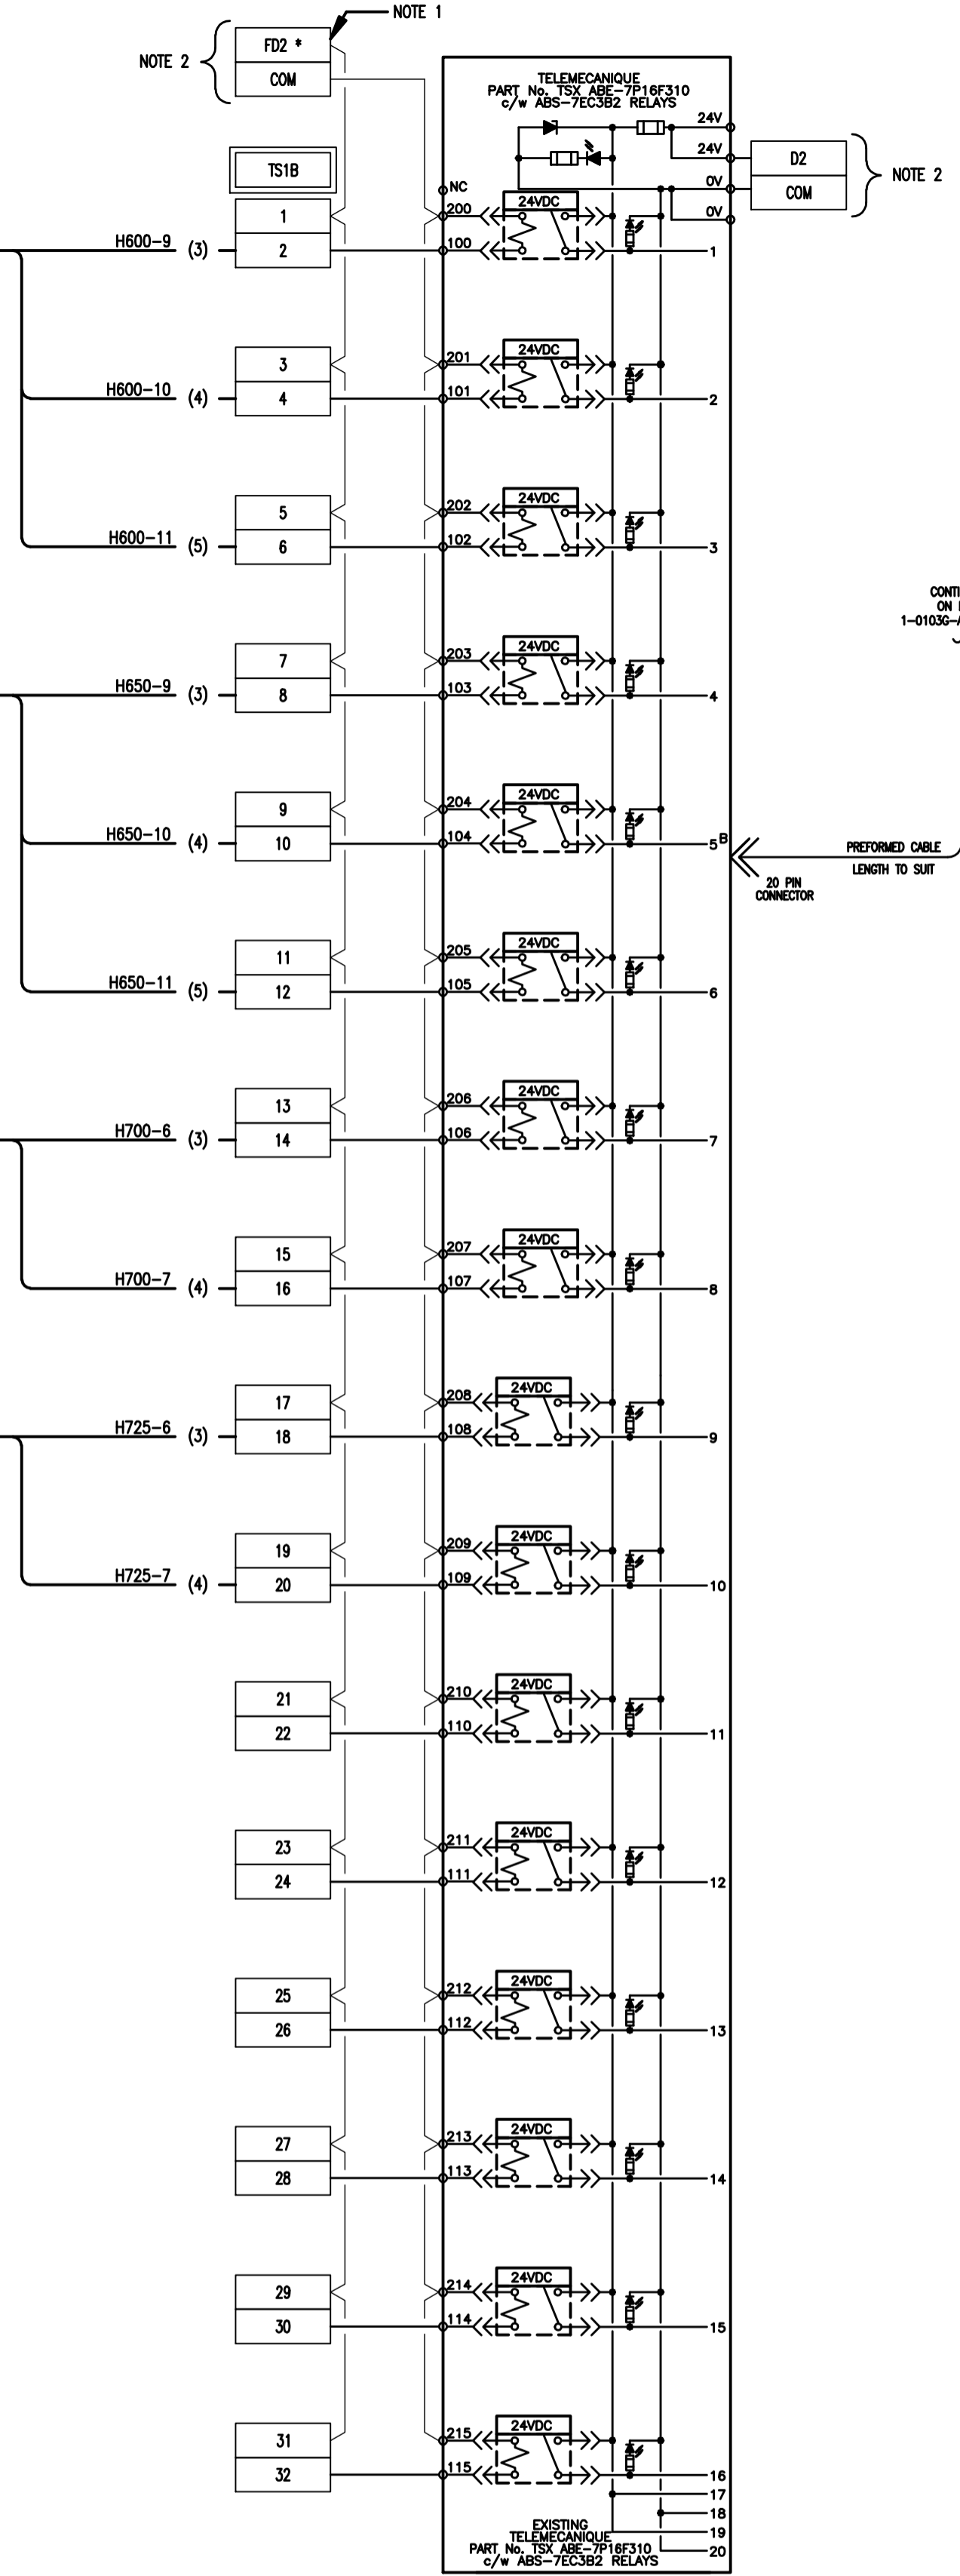 NOTE 1
NOTE 2
FD2 *
COM
TELEMECANIQUE
PART No. TSX ABE-7P16F310
c/w ABS-7EC3B2 RELAYS
24V
24V
0V
0V
D2
COM
NOTE 2
TS1B
NC
H600-9 (3)
1
2
200
100
24VDC
1
H600-10 (4)
3
4
201
101
24VDC
2
H600-11 (5)
5
6
202
102
24VDC
3
CONTI
ON
1-0103G-
H650-9 (3)
7
8
203
103
24VDC
4
H650-10 (4)
9
10
204
104
24VDC
5
B
PREFORMED CABLE
LENGTH TO SUIT
20 PIN
CONNECTOR
H650-11 (5)
11
12
205
105
24VDC
6
H700-6 (3)
13
14
206
106
24VDC
7
H700-7 (4)
15
16
207
107
24VDC
8
H725-6 (3)
17
18
208
108
24VDC
9
H725-7 (4)
19
20
209
109
24VDC
10
21
22
210
110
24VDC
11
23
24
211
111
24VDC
12
25
26
212
112
24VDC
13
27
28
213
113
24VDC
14
29
30
214
114
24VDC
15
31
32
215
115
24VDC
16
17
18
19
20
EXISTING
TELEMECANIQUE
PART No. TSX ABE-7P16F310
c/w ABS-7EC3B2 RELAYS